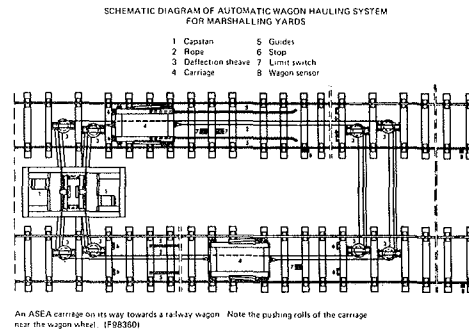 SCHEMATIC DIAGRAM OF AUTOMATIC WAGON HAULING SYSTEM
FOR MARSHALLING YARDS
1 Capstan
2 Rope
3 Deflection sheave
4 Carriage
5 Guides
6 Stop
7 Limit switch
8 Wagon sensor
4
4
An ASEA carriage on its way towards a railway wagon. Note the pushing rolls of the carriage
near the wagon wheel. (F98360)